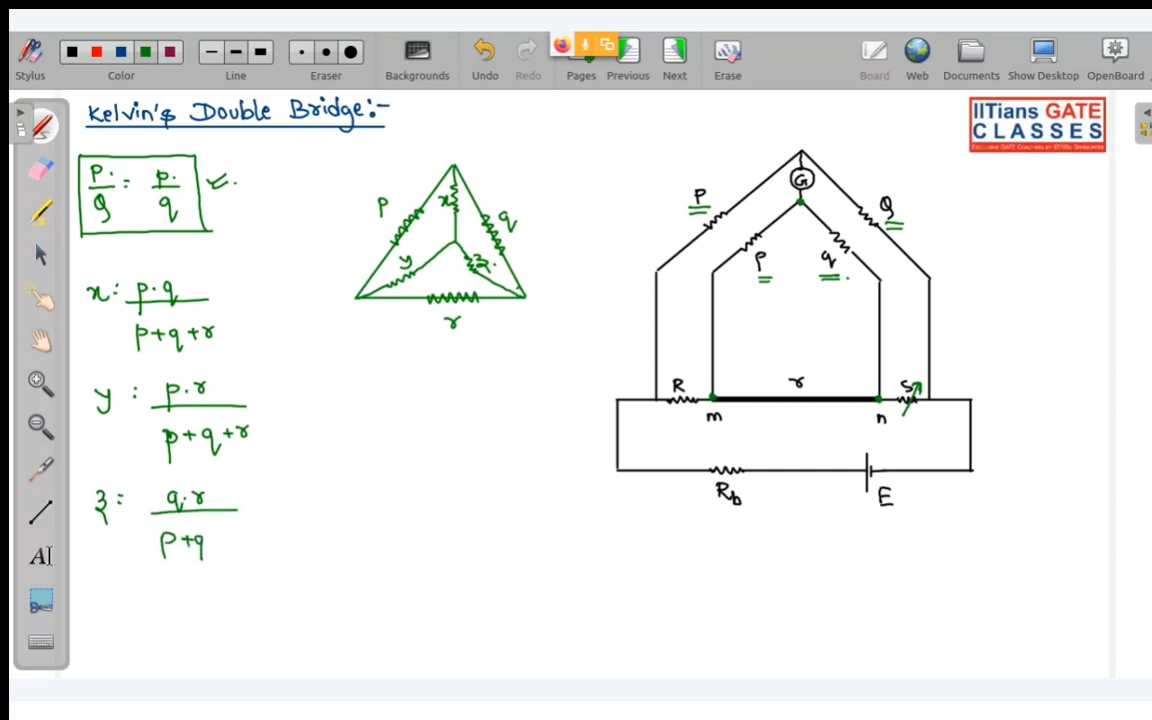 Stylus
Color
Line
Eraser
Backgrounds
Undo
Redo
Pages
Previous
Next
Erase
Board
Web
Documents
Show Desktop
OpenBoard
Kelvin's Double Bridge:-
IITians GATE
CLASSES
P/Q = p/q
x = p.q/p+q+r
y = p.r/p+q+r
z = q.r/p+q
p
x
q
y
z
r
G
P
Q
p
q
R
r
S
m
n
Rb
E
AI